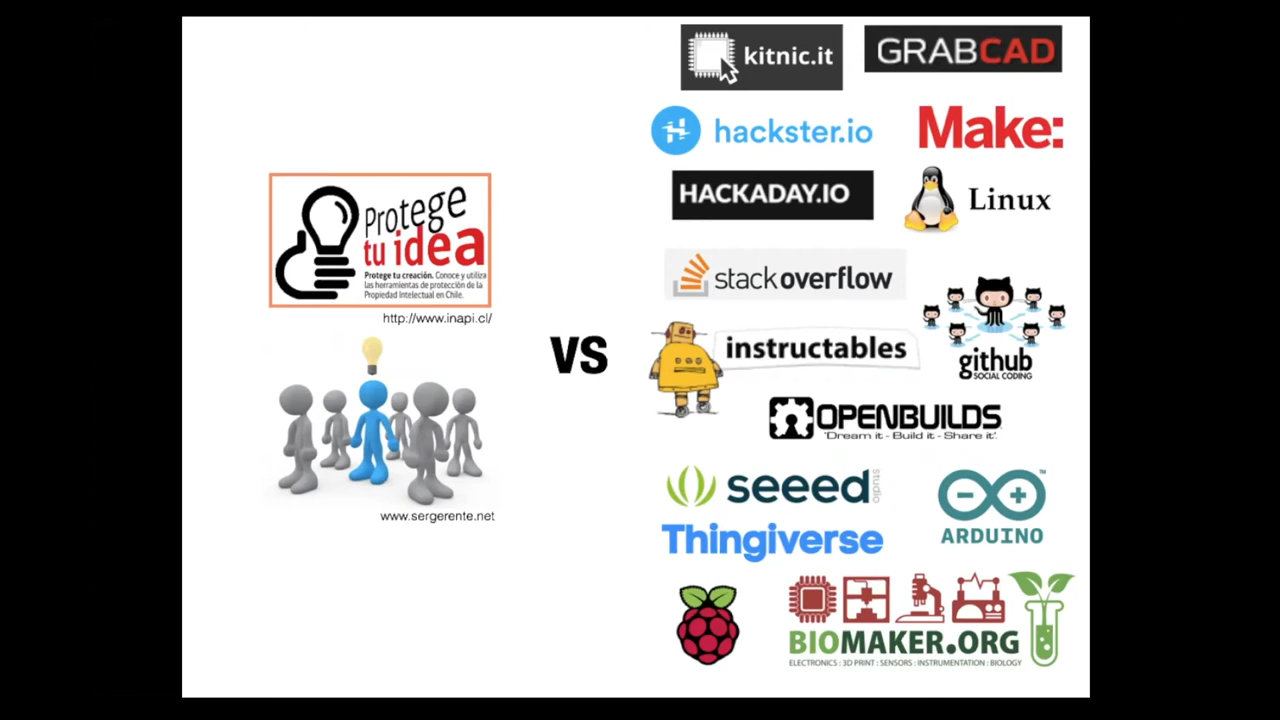 Protege
tu idea
Protege tu creación. Conoce y utiliza
las herramientas de protección de la
Propiedad Intelectual en Chile.
http://www.inapi.cl/
www.sergerente.net
VS
kitnic.it
GRABCAD
hackster.io
Make:
HACKADAY.IO
Linux
stackoverflow
instructables
github
SOCIAL CODING
OPENBUILDS
"Dream it - Build it - Share it".
seeed
studio
ARDUINO
TM
Thingiverse
BIOMAKER.ORG
ELECTRONICS : 3D PRINT : SENSORS : INSTRUMENTATION : BIOLOGY